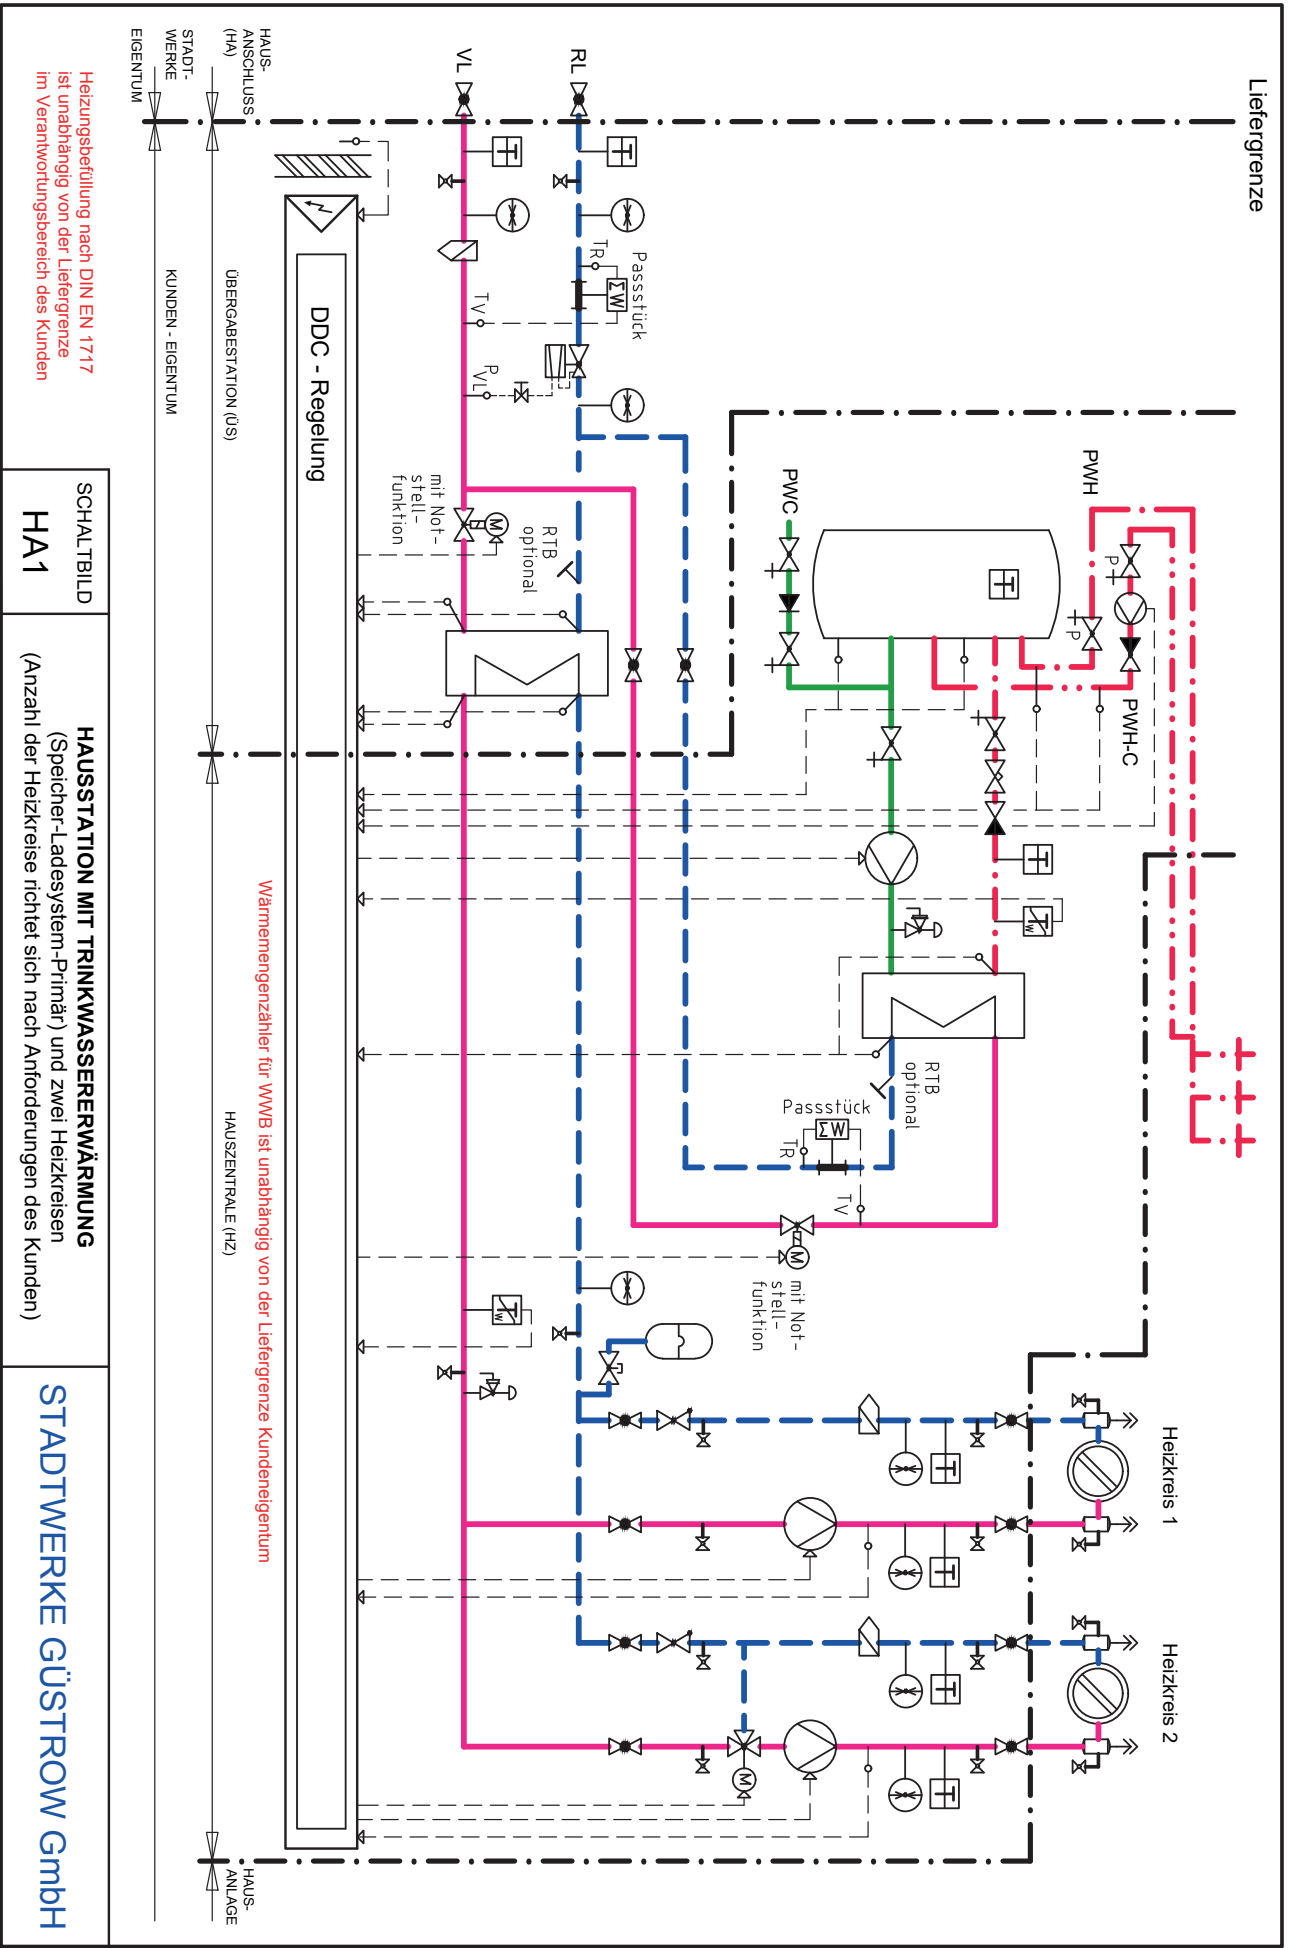 Liefergrenze
HAUS-
ANSCHLUSS
(HA)
STADT-
WERKE
EIGENTUM
VL
RL
T
T
TR
Passstück
ΣW
TV
P
VL
mit Not-
stell-
funktion
M
RTB
optional
PWC
PWH
T
P
P
PWH-C
T
T
W
RTB
optional
Passstück
ΣW
TR
TV
M
mit Not-
stell-
funktion
T
W
Heizkreis 1
T
T
Heizkreis 2
T
T
M
DDC - Regelung
ÜBERGABESTATION (ÜS)
HAUSZENTRALE (HZ)
HAUS-
ANLAGE
KUNDEN - EIGENTUM
Wärmemengenzähler für WWB ist unabhängig von der Liefergrenze Kundeneigentum
Heizungsbefüllung nach DIN EN 1717
ist unabhängig von der Liefergrenze
im Verantwortungsbereich des Kunden
SCHALTBILD
HA1
HAUSSTATION MIT TRINKWASSERERWÄRMUNG
(Speicher-Ladesystem-Primär) und zwei Heizkreisen
(Anzahl der Heizkreise richtet sich nach Anforderungen des Kunden)
STADTWERKE GÜSTROW GmbH